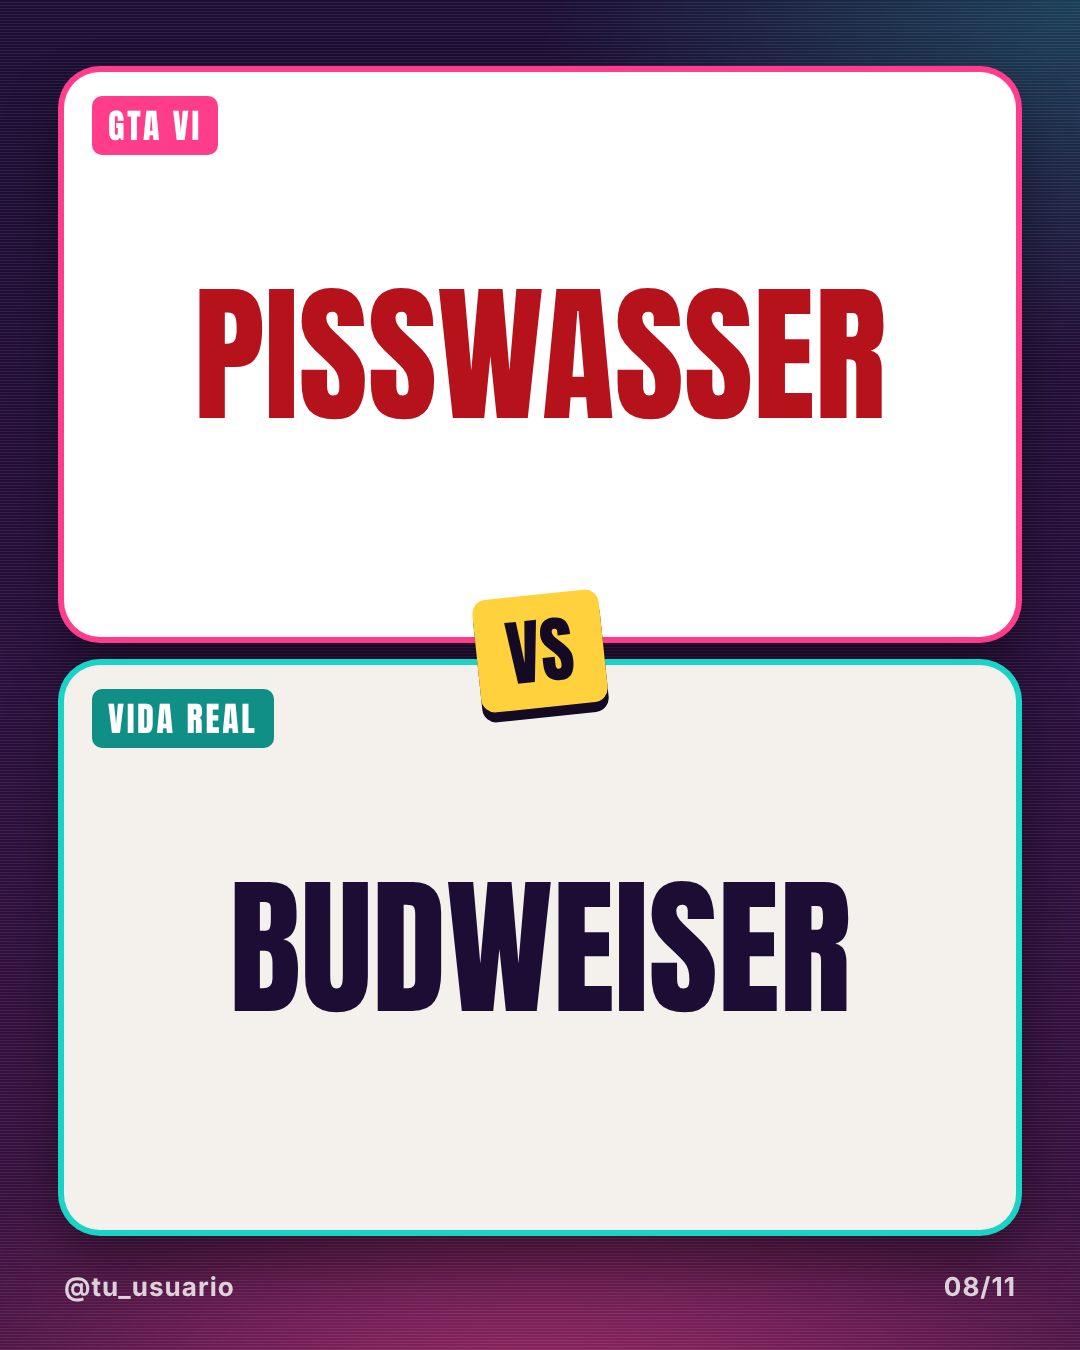 GTA VI
PISSWASSER
VS
VIDA REAL
BUDWEISER
@tu_usuario
08/11